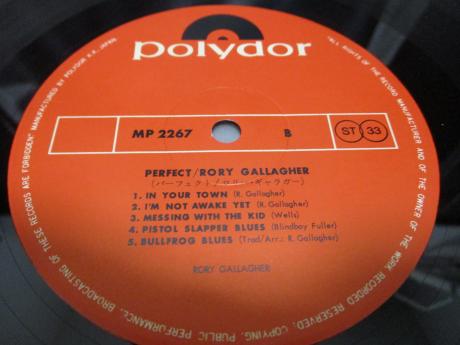 polydor
MP 2267
B
ST 33
PERFECT/RORY GALLAGHER
(パーフェクト/ロリー・ギャラガー)
1. IN YOUR TOWN (R. Gallagher)
2. I'M NOT AWAKE YET (R. Gallagher)
3. MESSING WITH THE KID (Wells)
4. PISTOL SLAPPER BLUES (Blindboy Fuller)
5. BULLFROG BLUES (Trad/Arr.: R. Gallagher)
RORY GALLAGHER
"ALL RIGHTS OF THE RECORD MANUFACTURER AND OF THE OWNER OF THE WORK RECORDED RESERVED, COPYING, PUBLIC PERFORMANCE, BROADCASTING OF THESE RECORDS ARE FORBIDDEN" MANUFACTURED BY POLYDOR K.K., JAPAN